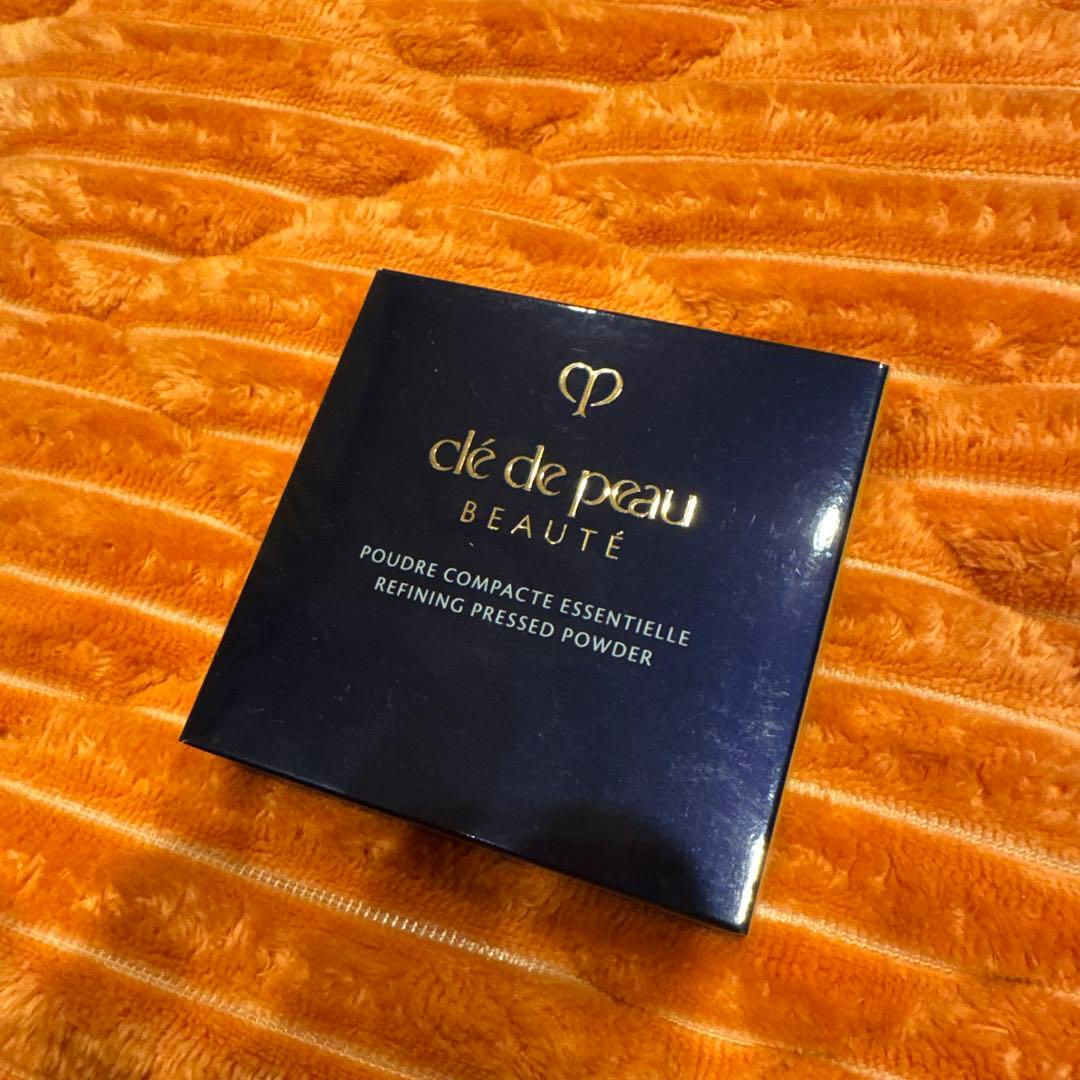 clé de peau
BEAUTÉ
POUDRE COMPACTE ESSENTIELLE
REFINING PRESSED POWDER